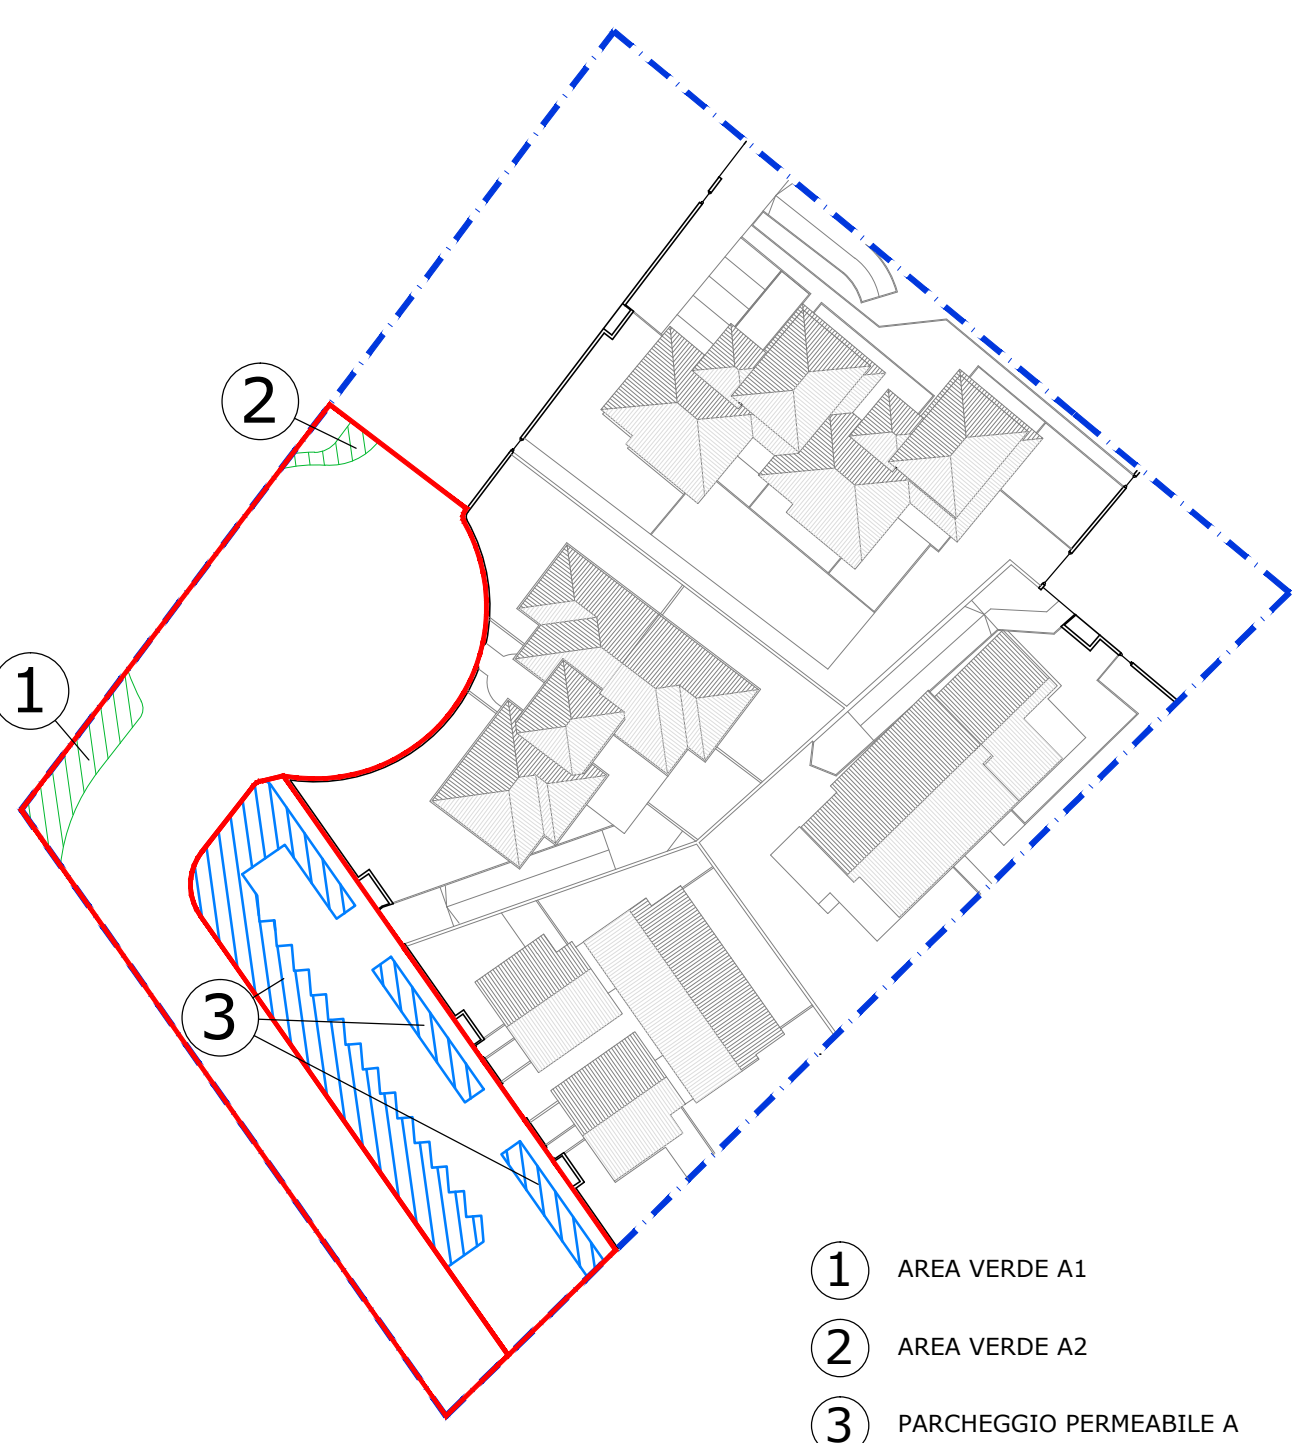 2
1
3
1 AREA VERDE A1
2 AREA VERDE A2
3 PARCHEGGIO PERMEABILE A